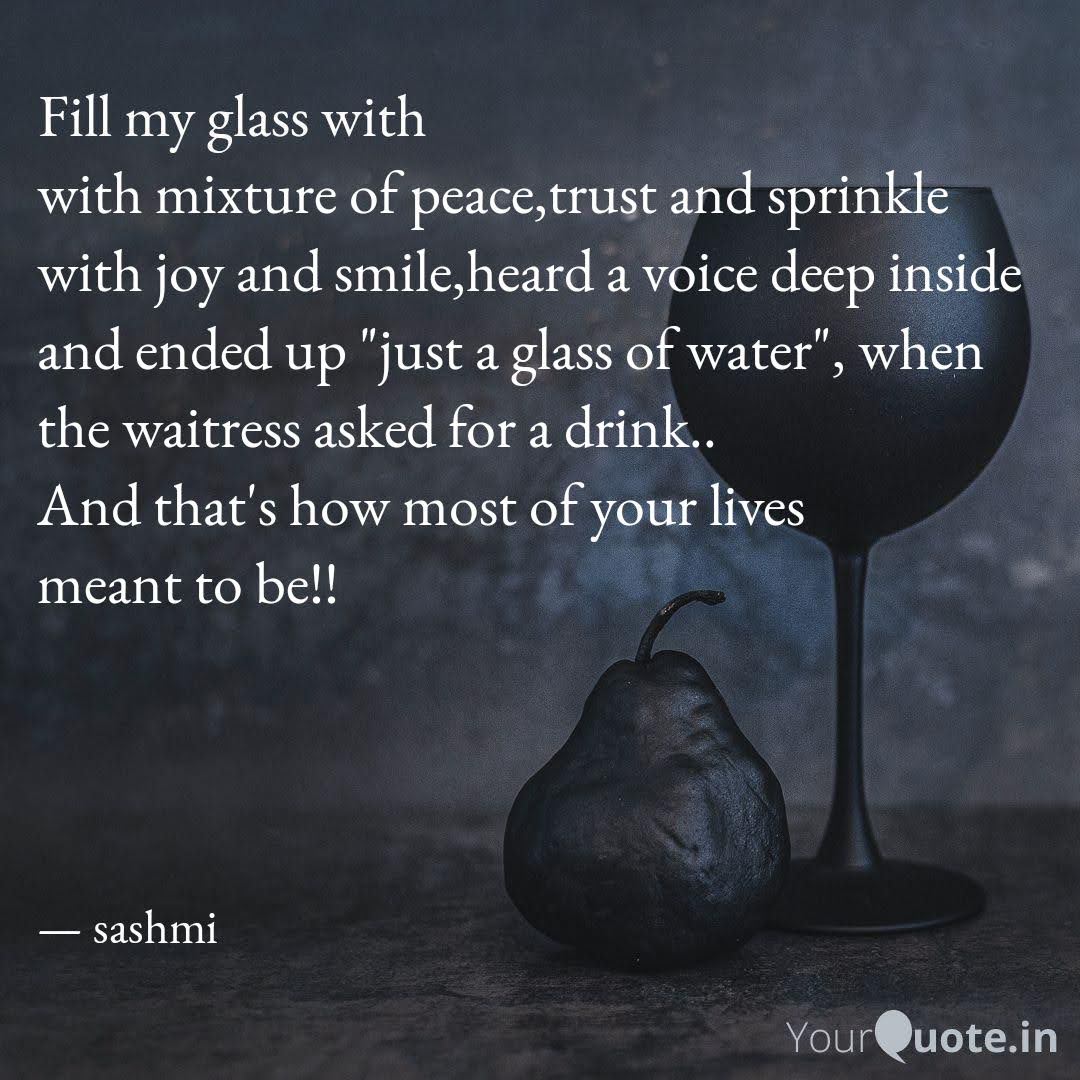 Fill my glass with
with mixture of peace,trust and sprinkle
with joy and smile,heard a voice deep inside
and ended up "just a glass of water", when
the waitress asked for a drink..
And that's how most of your lives
meant to be!!
— sashmi
YourQuote.in